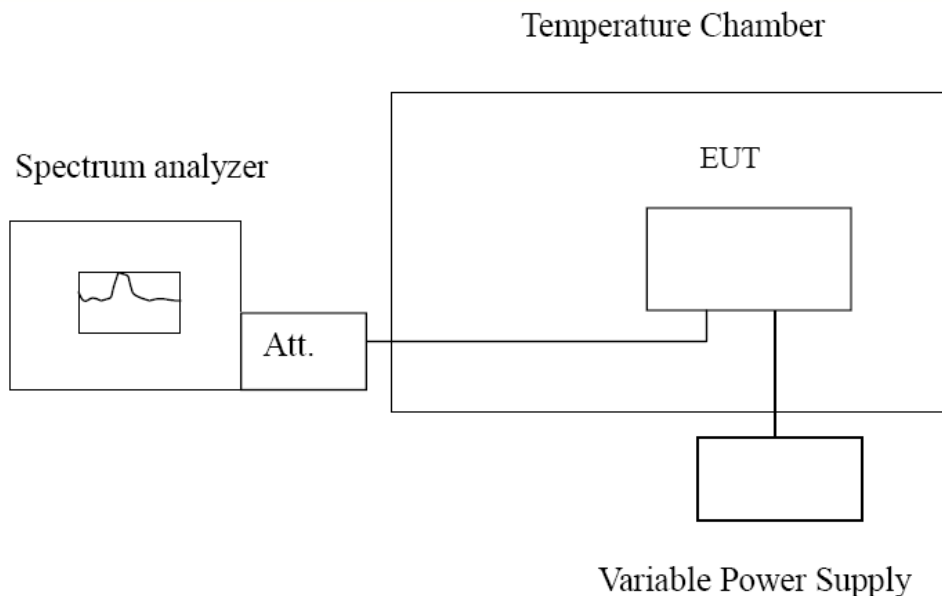 Temperature Chamber
EUT
Spectrum analyzer
Att.
Variable Power Supply